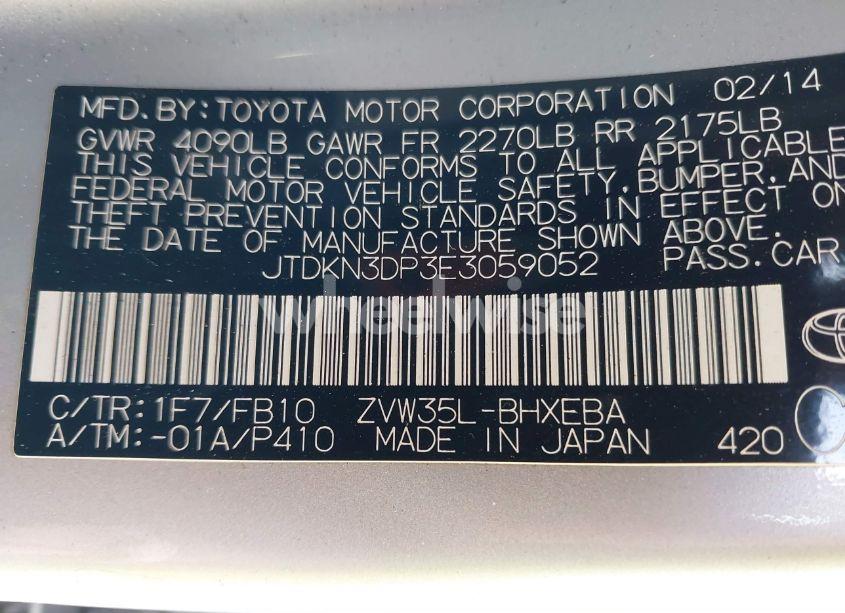 MFD.BY:TOYOTA MOTOR CORPORATION 02/14
GVWR 4090LB GAWR FR 2270LB RR 2175LB
THIS VEHICLE CONFORMS TO ALL APPLICABLE
FEDERAL MOTOR VEHICLE SAFETY,BUMPER,AND
THEFT PREVENTION STANDARDS IN EFFECT ON
THE DATE OF MANUFACTURE SHOWN ABOVE.
JTDKN3DP3E3059052 PASS.CAR
wheelwise
C/TR:1F7/FB10 ZVW35L-BHXEBA
A/TM:-01A/P410 MADE IN JAPAN 420